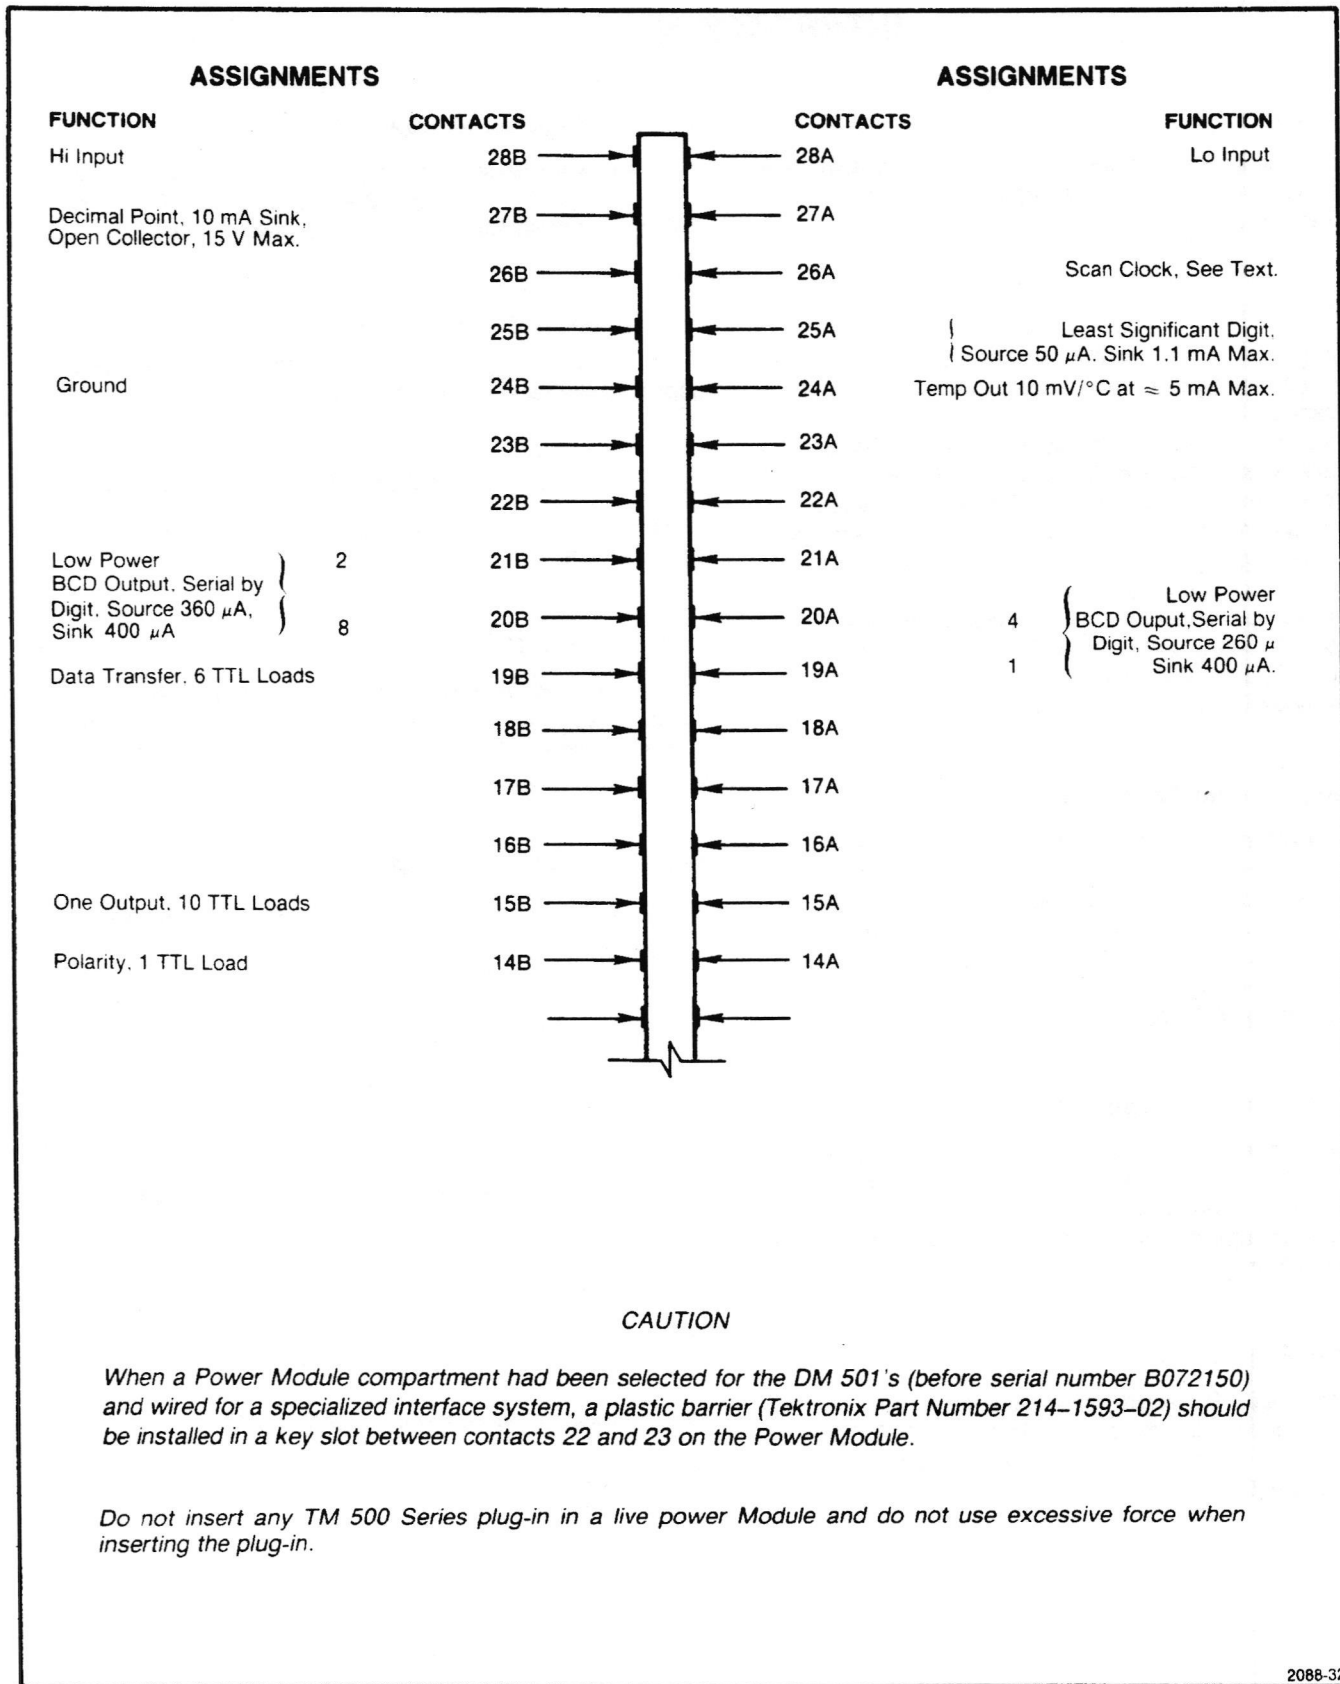 ASSIGNMENTS ASSIGNMENTS
FUNCTION CONTACTS CONTACTS FUNCTION
Hi Input 28B 28A Lo Input
Decimal Point, 10 mA Sink, 27B 27A
Open Collector, 15 V Max.
26B 26A Scan Clock, See Text.
25B 25A Least Significant Digit.
Source 50 μA. Sink 1.1 mA Max.
Ground 24B 24A Temp Out 10 mV/°C at ≈ 5 mA Max.
23B 23A
22B 22A
Low Power 2 21B 21A
BCD Output. Serial by
Low Power
Digit. Source 360 μA, 20B 20A 4 BCD Ouput,Serial by
Sink 400 μA 8
Digit, Source 260 μ
Data Transfer. 6 TTL Loads 19B 19A 1 Sink 400 μA.
18B 18A
17B 17A
16B 16A
One Output. 10 TTL Loads 15B 15A
Polarity. 1 TTL Load 14B 14A
CAUTION
When a Power Module compartment had been selected for the DM 501's (before serial number B072150)
and wired for a specialized interface system, a plastic barrier (Tektronix Part Number 214–1593–02) should
be installed in a key slot between contacts 22 and 23 on the Power Module.
Do not insert any TM 500 Series plug-in in a live power Module and do not use excessive force when
inserting the plug-in.
2088-32